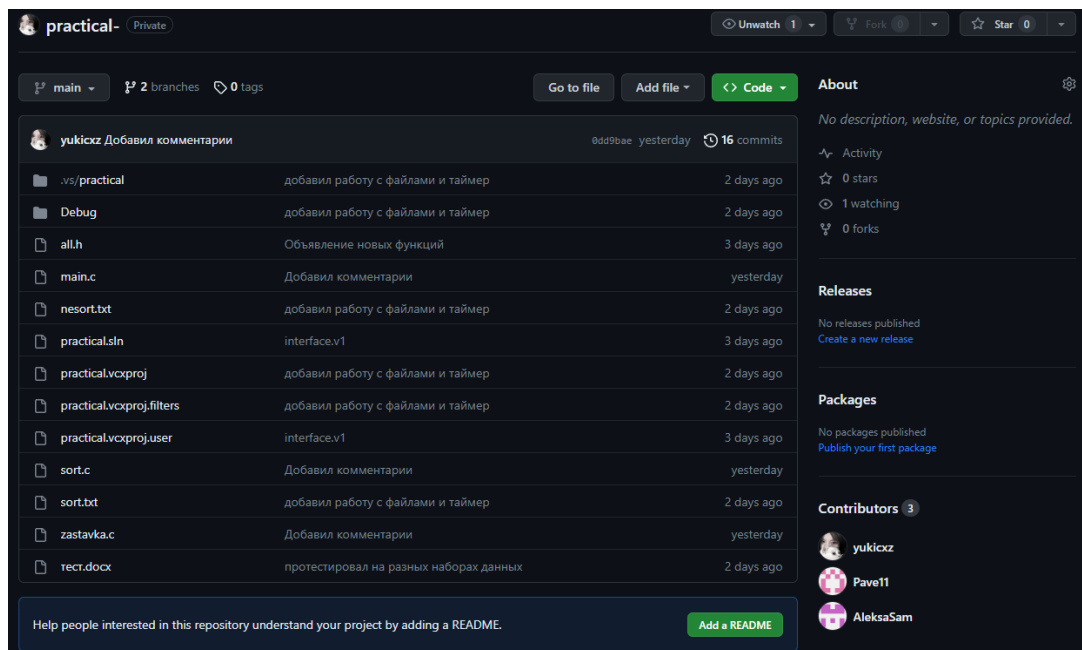 practical- Private
Unwatch 1 Fork 0 Star 0
main 2 branches 0 tags Go to file Add file <> Code
yukicxz Добавил комментарии 0dd9bae yesterday 16 commits
.vs/practical добавил работу с файлами и таймер 2 days ago
Debug добавил работу с файлами и таймер 2 days ago
all.h Объявление новых функций 3 days ago
main.c Добавил комментарии yesterday
nesort.txt добавил работу с файлами и таймер 2 days ago
practical.sln interface.v1 3 days ago
practical.vcxproj добавил работу с файлами и таймер 2 days ago
practical.vcxproj.filters добавил работу с файлами и таймер 2 days ago
practical.vcxproj.user interface.v1 3 days ago
sort.c Добавил комментарии yesterday
sort.txt добавил работу с файлами и таймер 2 days ago
zastavka.c Добавил комментарии yesterday
тест.docx протестировал на разных наборах данных 2 days ago
Help people interested in this repository understand your project by adding a README. Add a README
About
No description, website, or topics provided.
Activity
0 stars
1 watching
0 forks
Releases
No releases published
Create a new release
Packages
No packages published
Publish your first package
Contributors 3
yukicxz
Pave11
AleksaSam